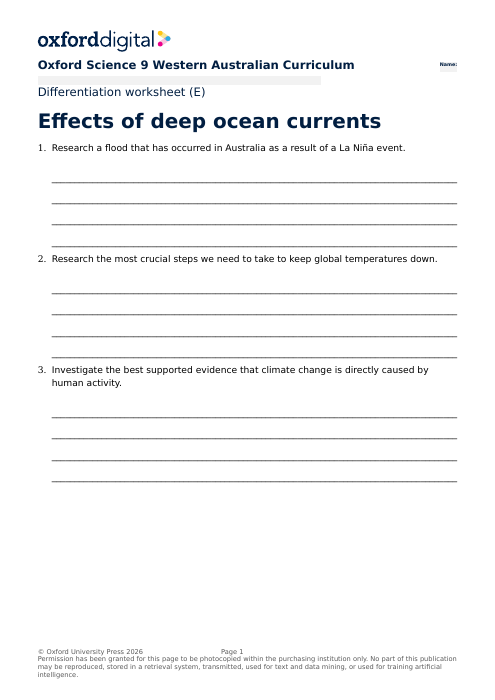 oxforddigital
Oxford Science 9 Western Australian Curriculum
Name:
Differentiation worksheet (E)
Effects of deep ocean currents
1. Research a flood that has occurred in Australia as a result of a La Niña event.
2. Research the most crucial steps we need to take to keep global temperatures down.
3. Investigate the best supported evidence that climate change is directly caused by
human activity.
© Oxford University Press 2026 Page 1
Permission has been granted for this page to be photocopied within the purchasing institution only. No part of this publication
may be reproduced, stored in a retrieval system, transmitted, used for text and data mining, or used for training artificial
intelligence.